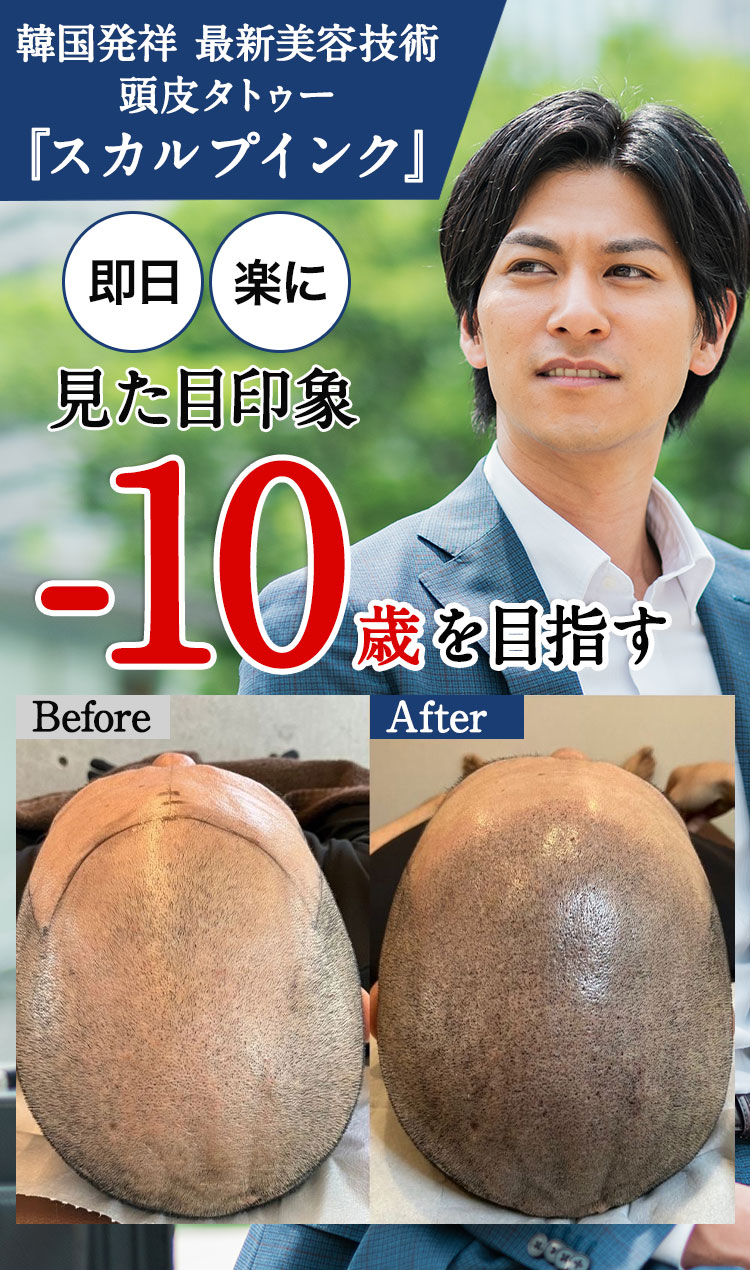 韓国発祥 最新美容技術
頭皮タトゥー
『スカルプインク』
即日 楽に
見た目印象
-10歳を目指す
Before After